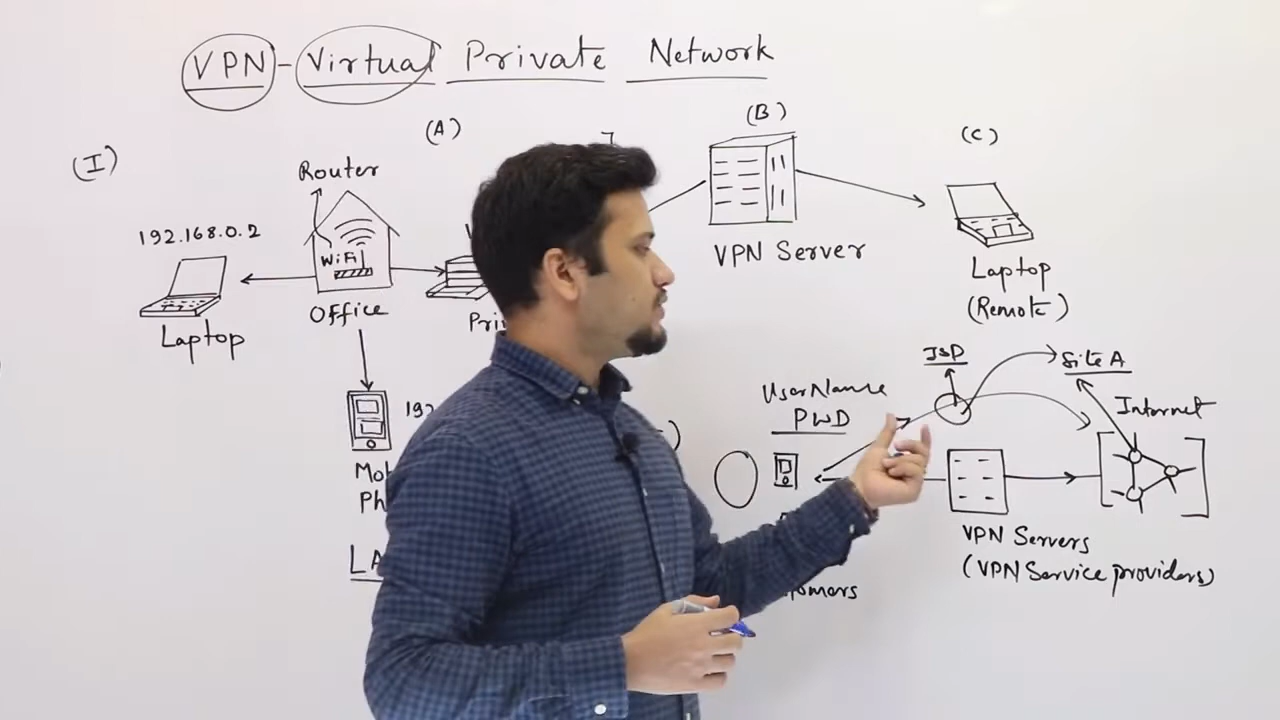 VPN - Virtual Private Network
(I)
(A)
(B)
(C)
Router
192.168.0.2
WiFi
Office
Laptop
VPN Server
Laptop
(Remote)
ISP
Site A
UserName
PWD
Internet
VPN Servers
(VPN Service providers)